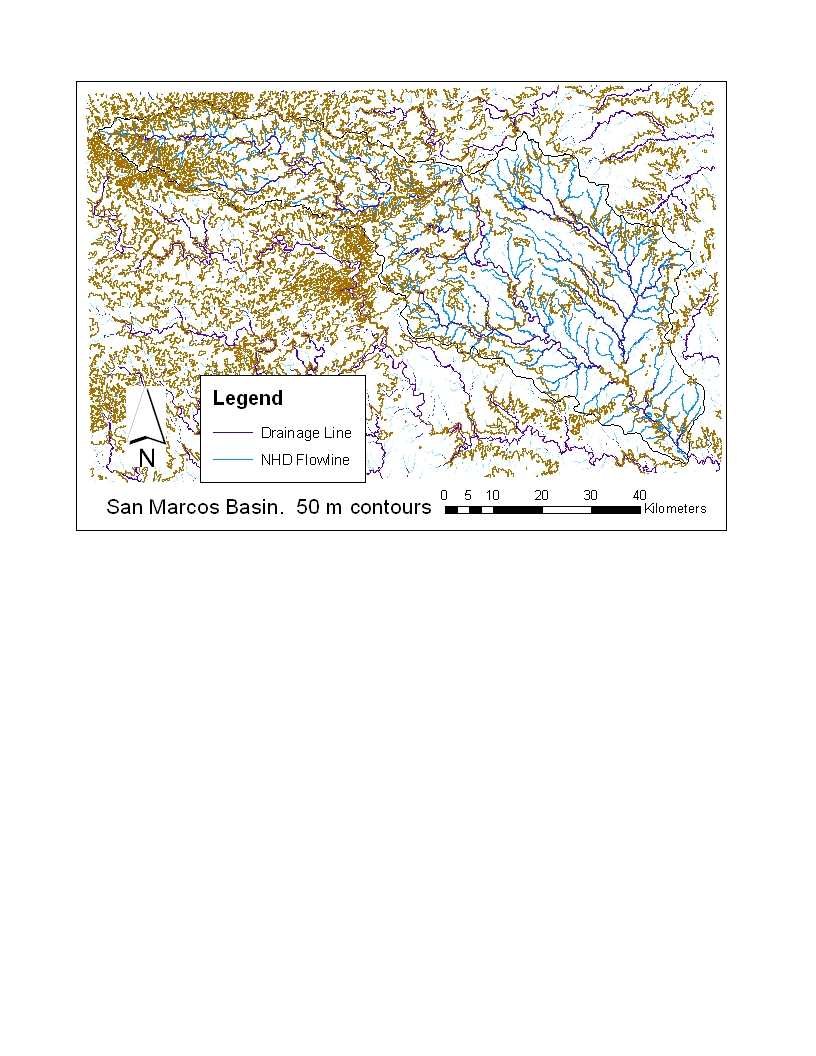 Legend
Drainage Line
NHD Flowline
N
San Marcos Basin.  50 m contours
0 5 10 20 30 40
Kilometers